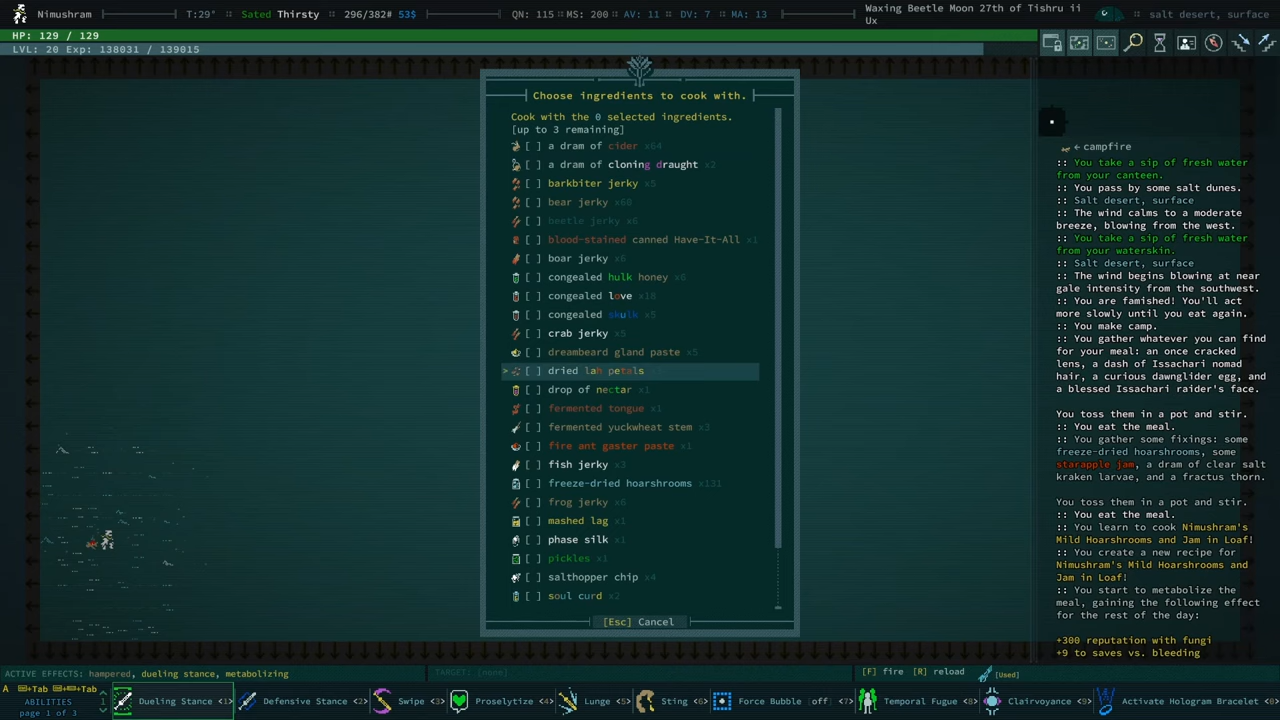 Nimushram T:29° Sated Thirsty 296/382# 53$ QN: 115 MS: 200 AV: 11 DV: 7 MA: 13 Waxing Beetle Moon 27th of Tishru ii Ux salt desert, surface
HP: 129 / 129
LVL: 20 Exp: 138031 / 139015
Choose ingredients to cook with.
Cook with the 0 selected ingredients.
[up to 3 remaining]
[ ] a dram of cider x64
[ ] a dram of cloning draught x2
[ ] barkbiter jerky x5
[ ] bear jerky x60
[ ] beetle jerky x6
[ ] blood-stained canned Have-It-All x1
[ ] boar jerky x6
[ ] congealed hulk honey x6
[ ] congealed love x18
[ ] congealed skulk x5
[ ] crab jerky x5
[ ] dreambeard gland paste x5
> [ ] dried lah petals
[ ] drop of nectar x1
[ ] fermented tongue x1
[ ] fermented yuckwheat stem x3
[ ] fire ant gaster paste x1
[ ] fish jerky x3
[ ] freeze-dried hoarshrooms x131
[ ] frog jerky x6
[ ] mashed lag x1
[ ] phase silk x1
[ ] pickles x1
[ ] salthopper chip x4
[ ] soul curd x2
[Esc] Cancel
← campfire
:: You take a sip of fresh water
from your canteen.
:: You pass by some salt dunes.
:: Salt desert, surface
:: The wind calms to a moderate
breeze, blowing from the west.
:: You take a sip of fresh water
from your waterskin.
:: Salt desert, surface
:: The wind begins blowing at near
gale intensity from the southwest.
:: You are famished! You'll act
more slowly until you eat again.
:: You make camp.
:: You gather whatever you can find
for your meal: an once cracked
lens, a dash of Issachari nomad
hair, a curious dawnglider egg, and
a blessed Issachari raider's face.
You toss them in a pot and stir.
:: You eat the meal.
:: You gather some fixings: some
freeze-dried hoarshrooms, some
starapple jam, a dram of clear salt
kraken larvae, and a fractus thorn.
You toss them in a pot and stir.
:: You eat the meal.
:: You learn to cook Nimushram's
Mild Hoarshrooms and Jam in Loaf!
:: You create a new recipe for
Nimushram's Mild Hoarshrooms and
Jam in Loaf!
:: You start to metabolize the
meal, gaining the following effect
for the rest of the day:
+300 reputation with fungi
+9 to saves vs. bleeding
ACTIVE EFFECTS: hampered, dueling stance, metabolizing TARGET: [none] [F] fire [R] reload [Used]
A +Tab +Tab
ABILITIES 1
page 1 of 3
Dueling Stance <1> Defensive Stance <2> Swipe <3> Proselytize <4> Lunge <5> Sting <6> Force Bubble [off] <7> Temporal Fugue <8> Clairvoyance <9> Activate Hologram Bracelet <0>